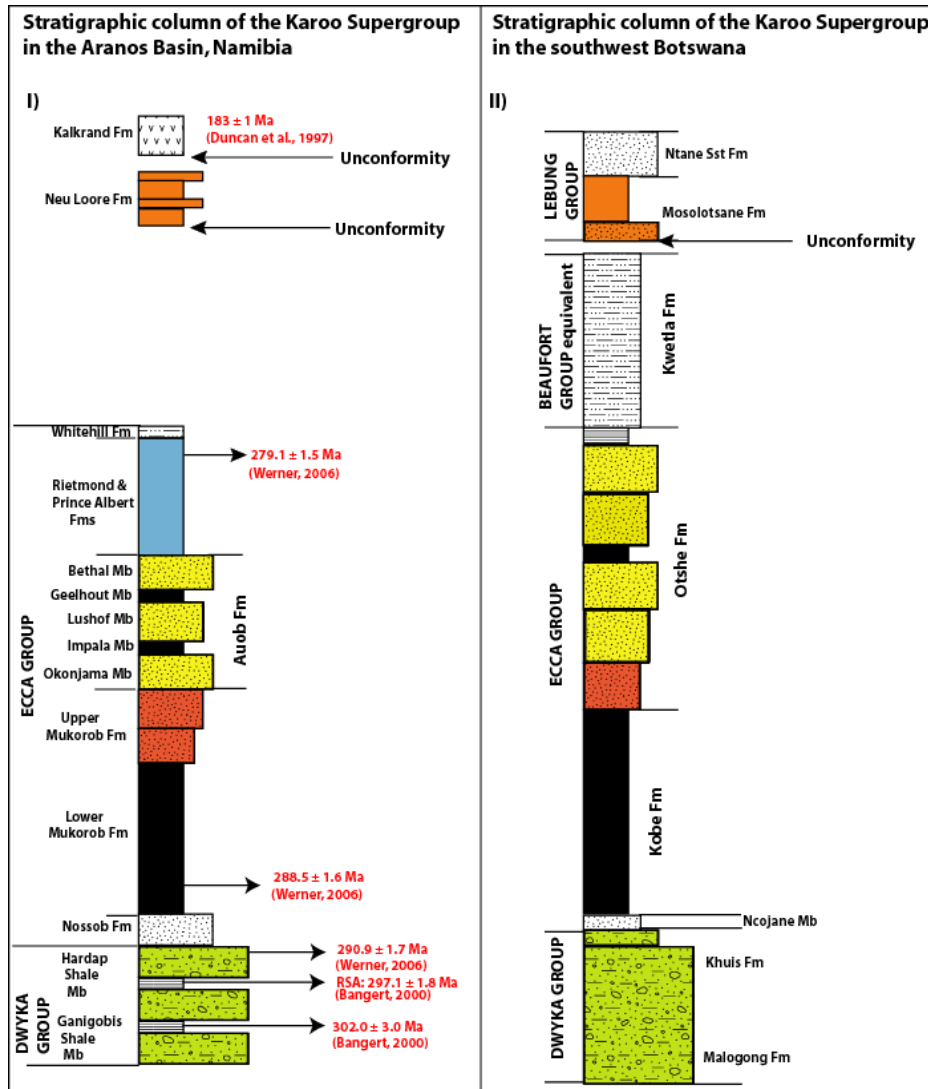 Stratigraphic column of the Karoo Supergroup
in the Aranos Basin, Namibia
I)
Kalkrand Fm
183 ± 1 Ma
(Duncan et al., 1997)
Unconformity
Neu Loore Fm
Unconformity
ECCA GROUP
Whitehill Fm
279.1 ± 1.5 Ma
(Werner, 2006)
Rietmond &
Prince Albert
Fms
Bethal Mb
Geelhout Mb
Lushof Mb
Impala Mb
Okonjama Mb
Auob Fm
Upper
Mukorob Fm
Lower
Mukorob Fm
288.5 ± 1.6 Ma
(Werner, 2006)
Nossob Fm
DWYKA
GROUP
Hardap
Shale
Mb
290.9 ± 1.7 Ma
(Werner, 2006)
RSA: 297.1 ± 1.8 Ma
(Bangert, 2000)
Ganigobis
Shale
Mb
302.0 ± 3.0 Ma
(Bangert, 2000)
Stratigraphic column of the Karoo Supergroup
in the southwest Botswana
II)
LEBUNG
GROUP
Ntane Sst Fm
Mosolotsane Fm
Unconformity
BEAUFORT
GROUP equivalent
Kwetla Fm
ECCA GROUP
Otshe Fm
Kobe Fm
Ncojane Mb
DWYKA GROUP
Khuis Fm
Malogong Fm